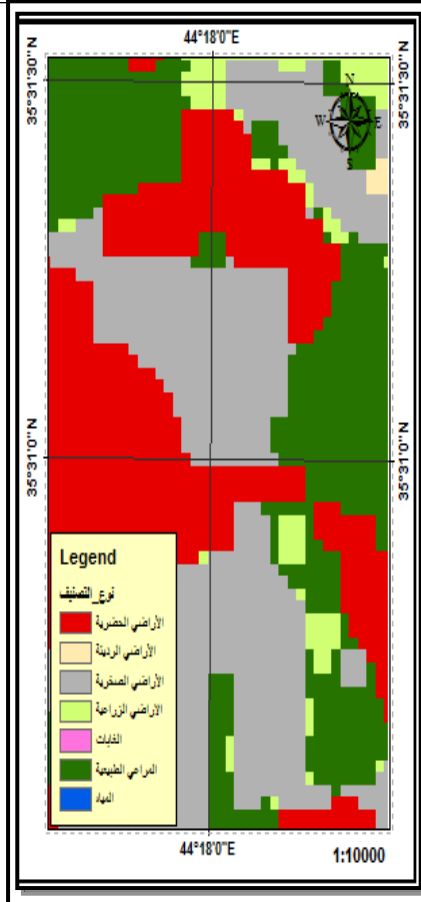 44°18'0"E
35°31'30"N
35°31'30"N
N
W
E
S
35°31'0"N
35°31'0"N
Legend
نوع_التصنيف
الأراضي الحضرية
الأراضي الرديئة
الأراضي الصخرية
الأراضي الزراعية
الغابات
المراعي الطبيعية
المياه
44°18'0"E
1:10000